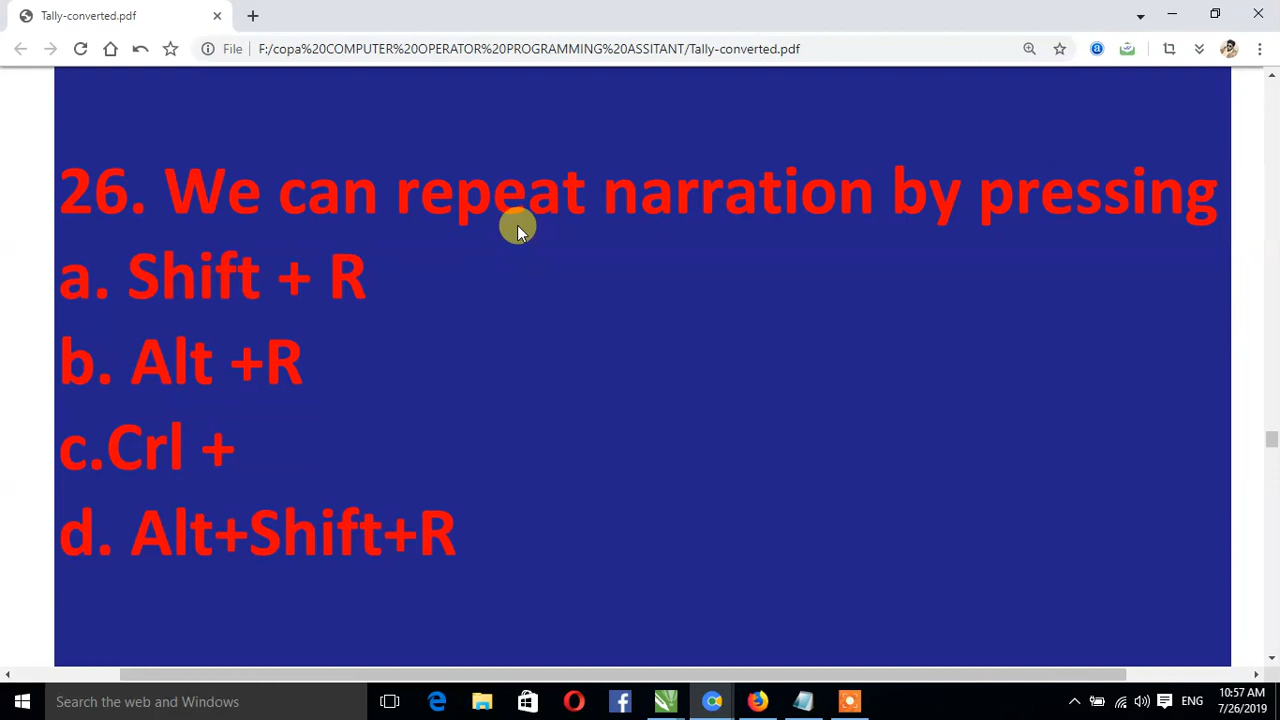 Tally-converted.pdf
File F:/copa%20COMPUTER%20OPERATOR%20PROGRAMMING%20ASSITANT/Tally-converted.pdf
26. We can repeat narration by pressing
a. Shift + R
b. Alt +R
c.Crl +
d. Alt+Shift+R
Search the web and Windows
ENG
10:57 AM
7/26/2019